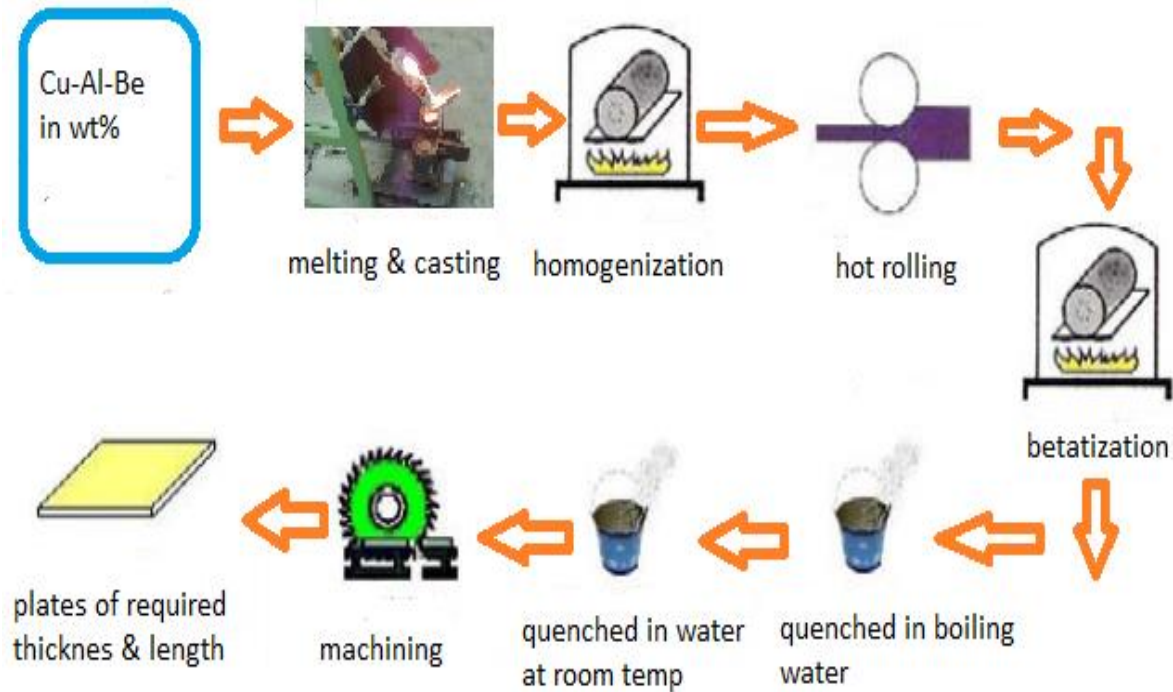 Cu-Al-Be
in wt%
melting & casting
homogenization
hot rolling
betatization
quenched in boiling
water
quenched in water
at room temp
machining
plates of required
thicknes & length